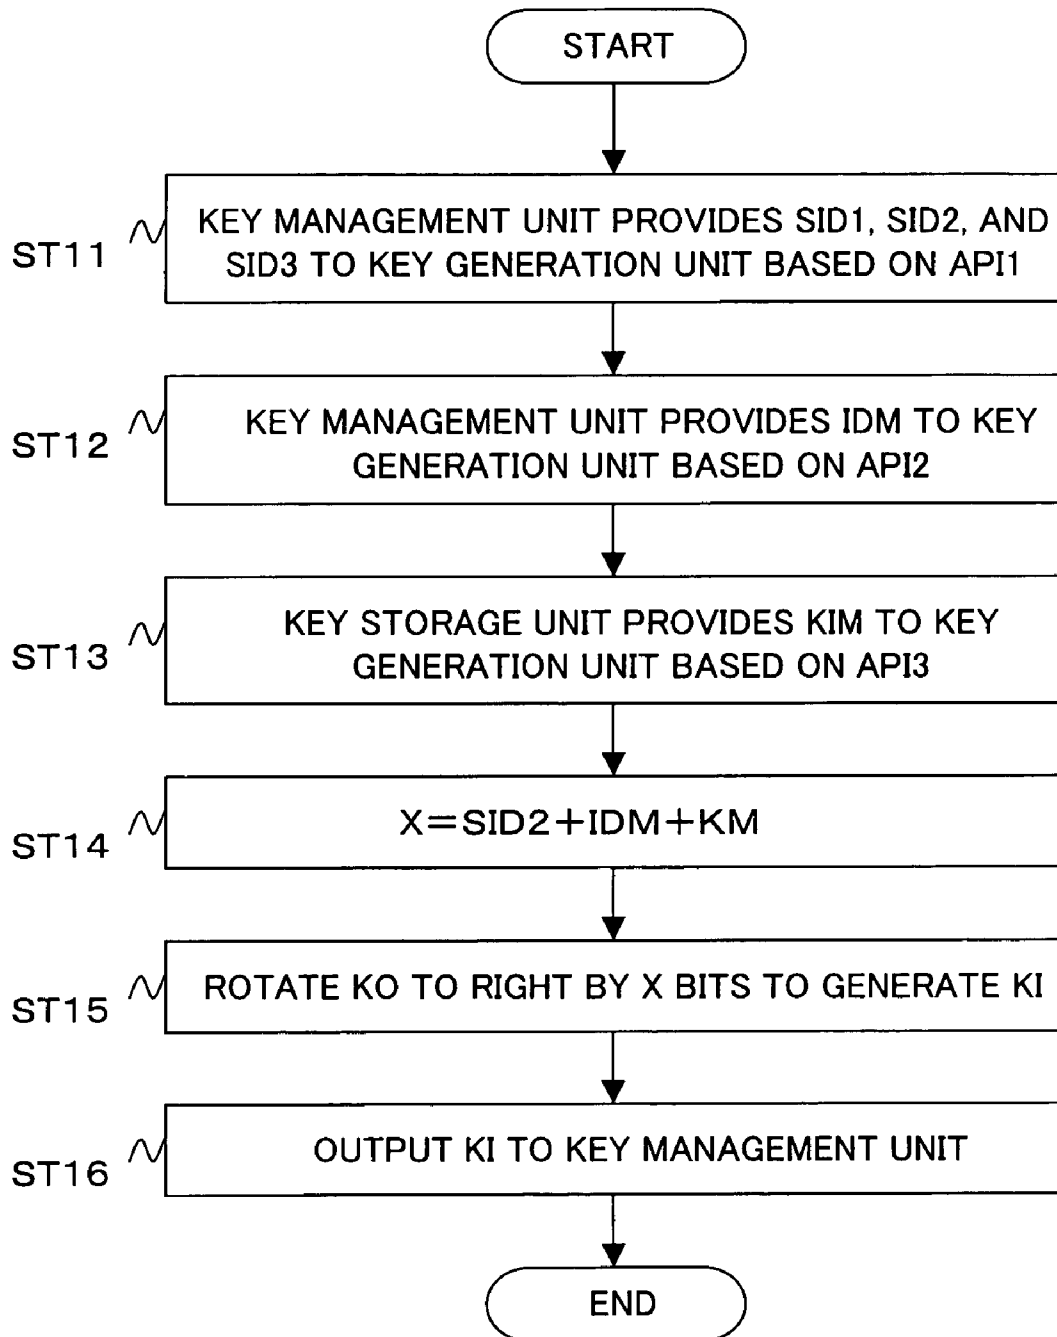 START
ST11
KEY MANAGEMENT UNIT PROVIDES SID1, SID2, AND
SID3 TO KEY GENERATION UNIT BASED ON API1
ST12
KEY MANAGEMENT UNIT PROVIDES IDM TO KEY
GENERATION UNIT BASED ON API2
ST13
KEY STORAGE UNIT PROVIDES KIM TO KEY
GENERATION UNIT BASED ON API3
ST14
X=SID2+IDM+KM
ST15
ROTATE KO TO RIGHT BY X BITS TO GENERATE KI
ST16
OUTPUT KI TO KEY MANAGEMENT UNIT
END